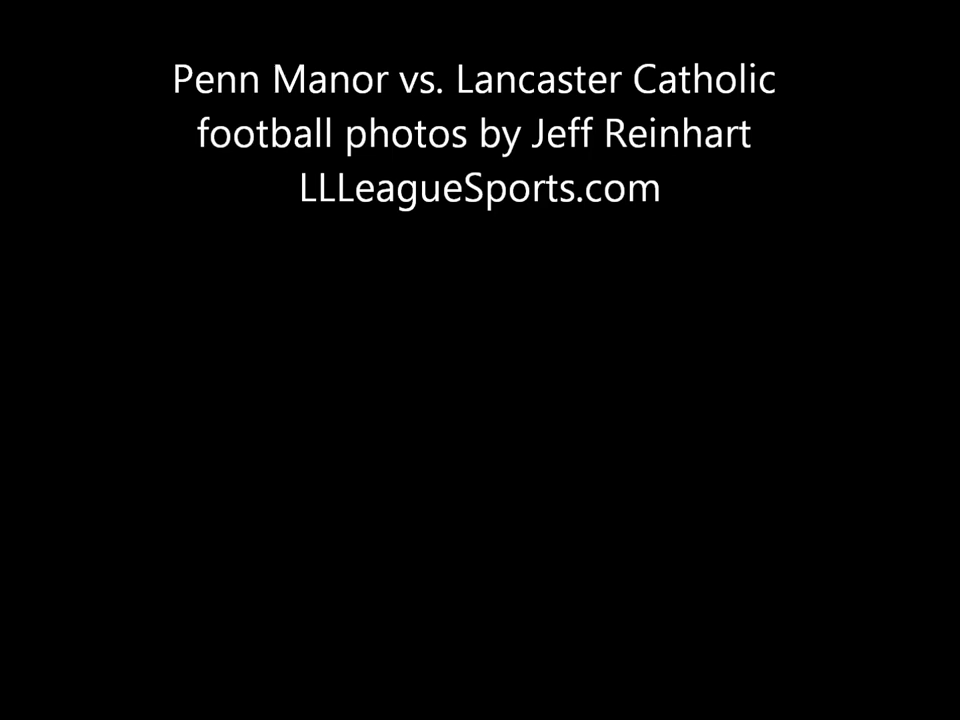 Penn Manor vs. Lancaster Catholic
football photos by Jeff Reinhart
LLLeagueSports.com